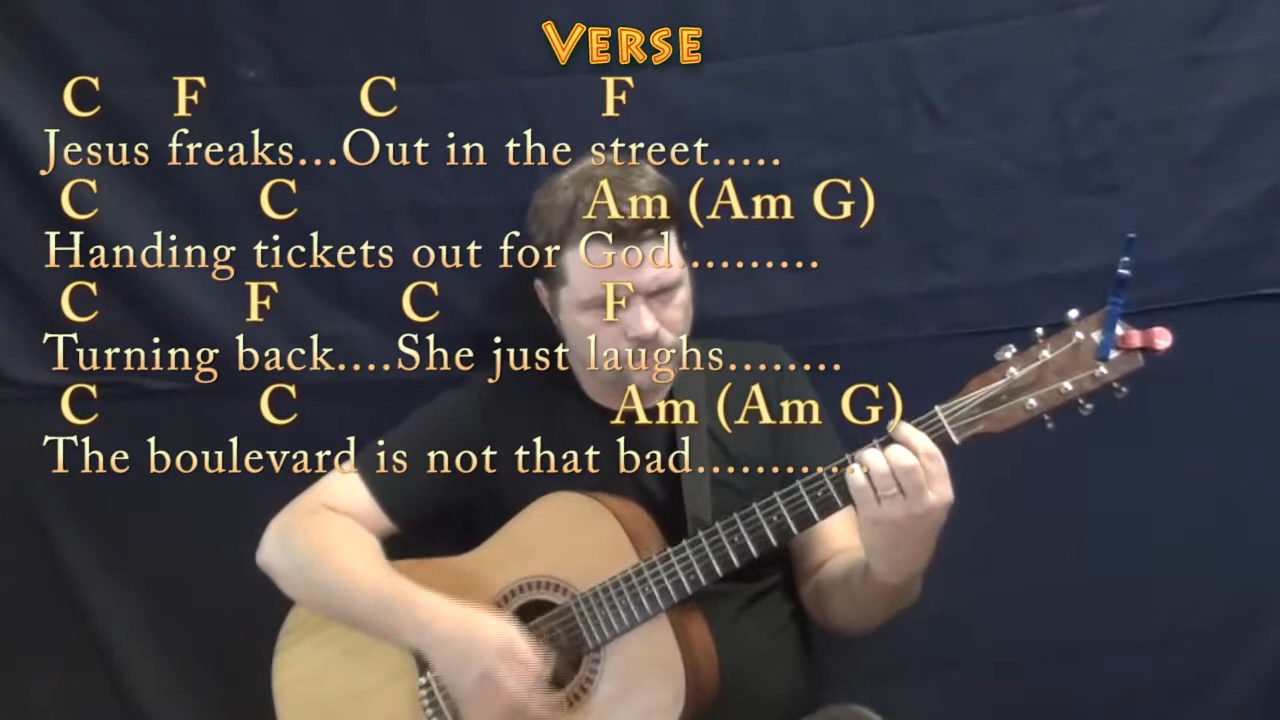 VERSE
C F C F
Jesus freaks...Out in the street.....
C C Am (Am G)
Handing tickets out for God..........
C F C F
Turning back....She just laughs........
C C Am (Am G)
The boulevard is not that bad............